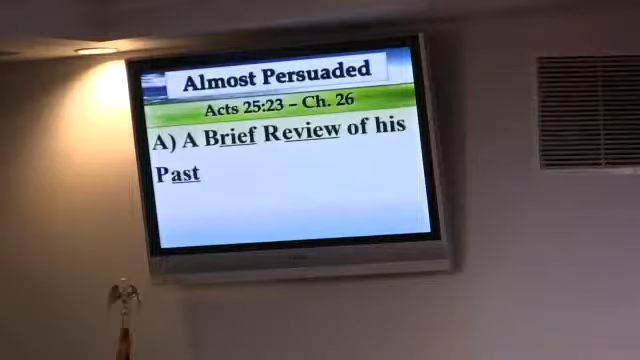 Almost Persuaded
Acts 25:23 – Ch. 26
A) A Brief Review of his
Past